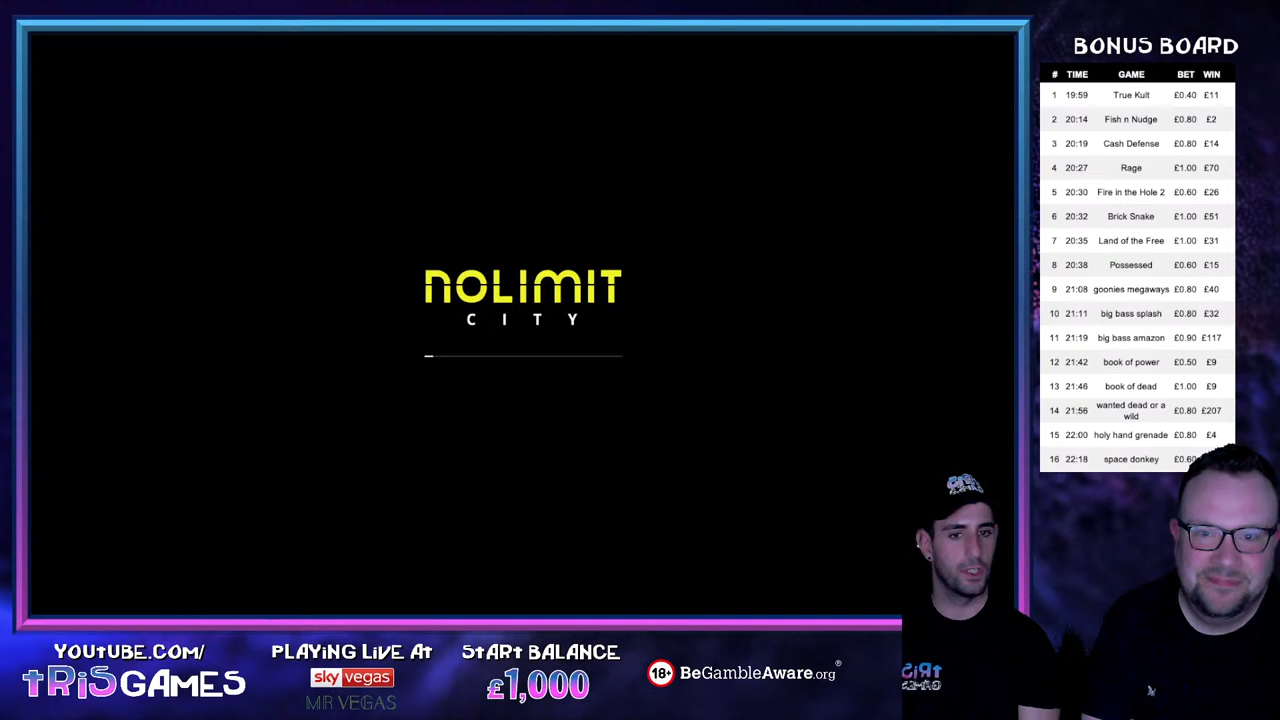 BONUS BOARD
# TIME GAME BET WIN
1 19:59 True Kult £0.40 £11
2 20:14 Fish n Nudge £0.80 £2
3 20:19 Cash Defense £0.80 £14
4 20:27 Rage £1.00 £70
5 20:30 Fire in the Hole 2 £0.60 £26
6 20:32 Brick Snake £1.00 £51
7 20:35 Land of the Free £1.00 £31
8 20:38 Possessed £0.60 £15
9 21:08 goonies megaways £0.80 £40
10 21:11 big bass splash £0.80 £32
11 21:19 big bass amazon £0.90 £117
12 21:42 book of power £0.50 £9
13 21:46 book of dead £1.00 £9
14 21:56 wanted dead or a wild £0.80 £207
15 22:00 holy hand grenade £0.80 £4
16 22:18 space donkey £0.60
NOLIMIT
CITY
YOUTUBE.COM/
tRiSGAMES
PLAYING LIVE At
sky vegas
MR VEGAS
StARt BALANCE
£1,000
18+ BeGambleAware.org®